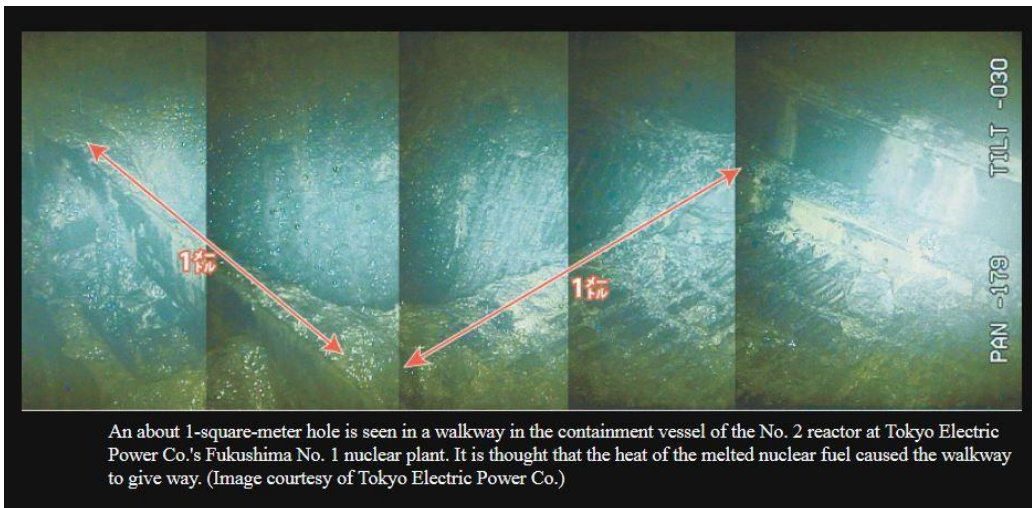 1メートル
1メートル
PAN -179 TILT -030
An about 1-square-meter hole is seen in a walkway in the containment vessel of the No. 2 reactor at Tokyo Electric
Power Co.'s Fukushima No. 1 nuclear plant. It is thought that the heat of the melted nuclear fuel caused the walkway
to give way. (Image courtesy of Tokyo Electric Power Co.)